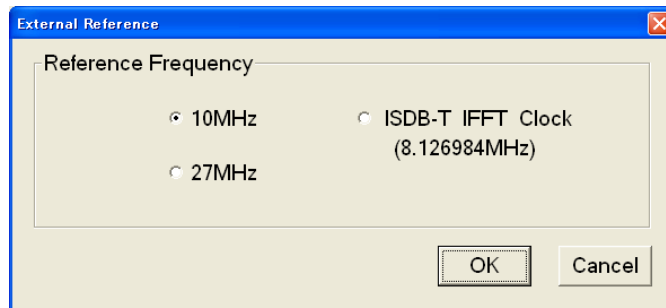 External Reference
Reference Frequency
10MHz
ISDB-T IFFT Clock
(8.126984MHz)
27MHz
OK
Cancel